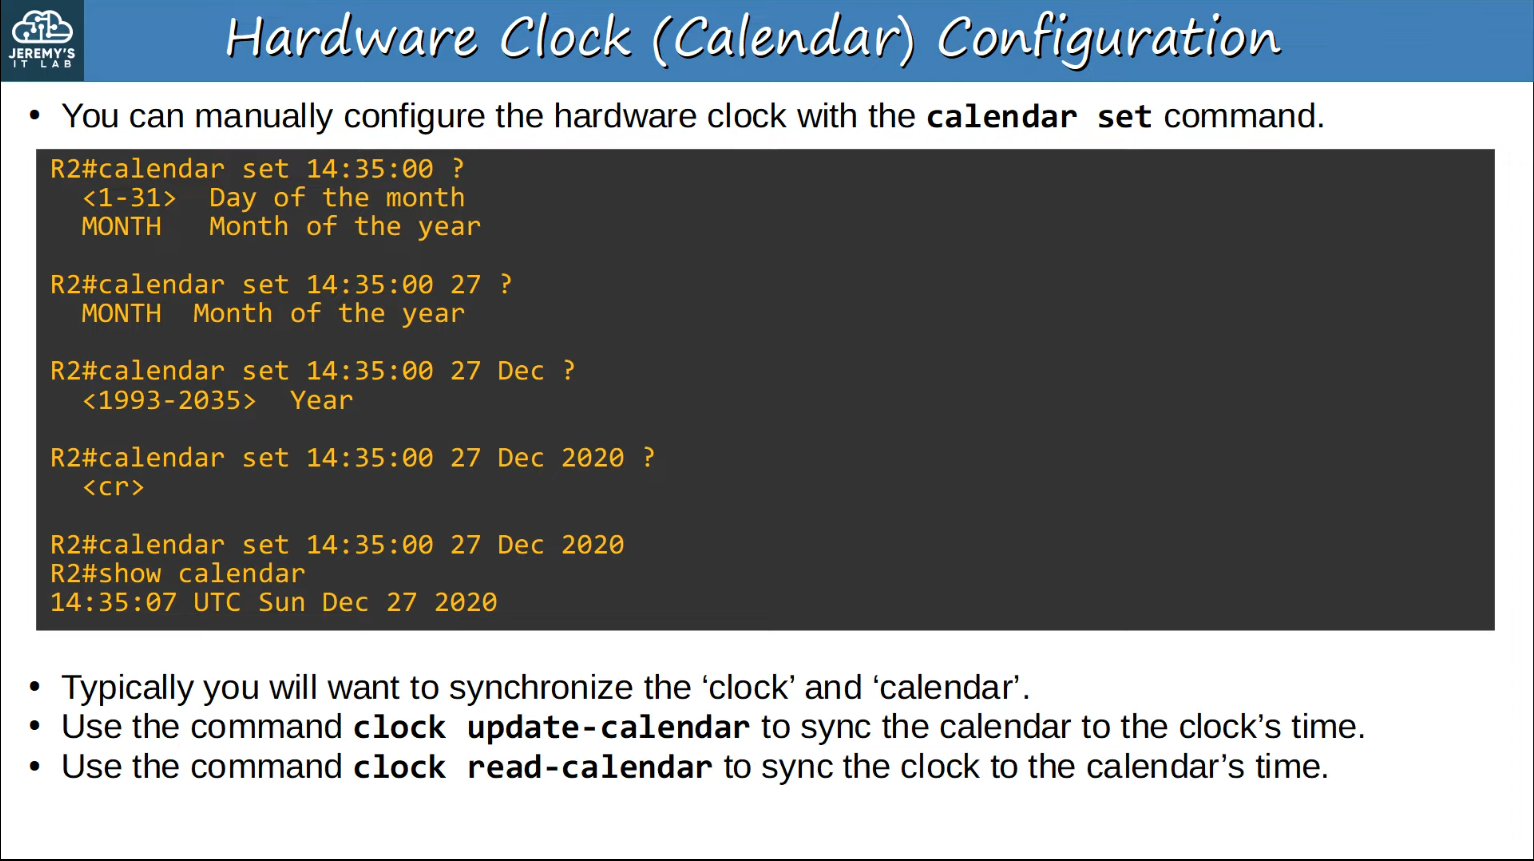 JEREMY'S
IT LAB
Hardware Clock (Calendar) Configuration
• You can manually configure the hardware clock with the calendar set command.
R2#calendar set 14:35:00 ?
  <1-31>  Day of the month
  MONTH   Month of the year
R2#calendar set 14:35:00 27 ?
  MONTH  Month of the year
R2#calendar set 14:35:00 27 Dec ?
  <1993-2035>  Year
R2#calendar set 14:35:00 27 Dec 2020 ?
  <cr>
R2#calendar set 14:35:00 27 Dec 2020
R2#show calendar
14:35:07 UTC Sun Dec 27 2020
• Typically you will want to synchronize the ‘clock’ and ‘calendar’.
• Use the command clock update-calendar to sync the calendar to the clock’s time.
• Use the command clock read-calendar to sync the clock to the calendar’s time.